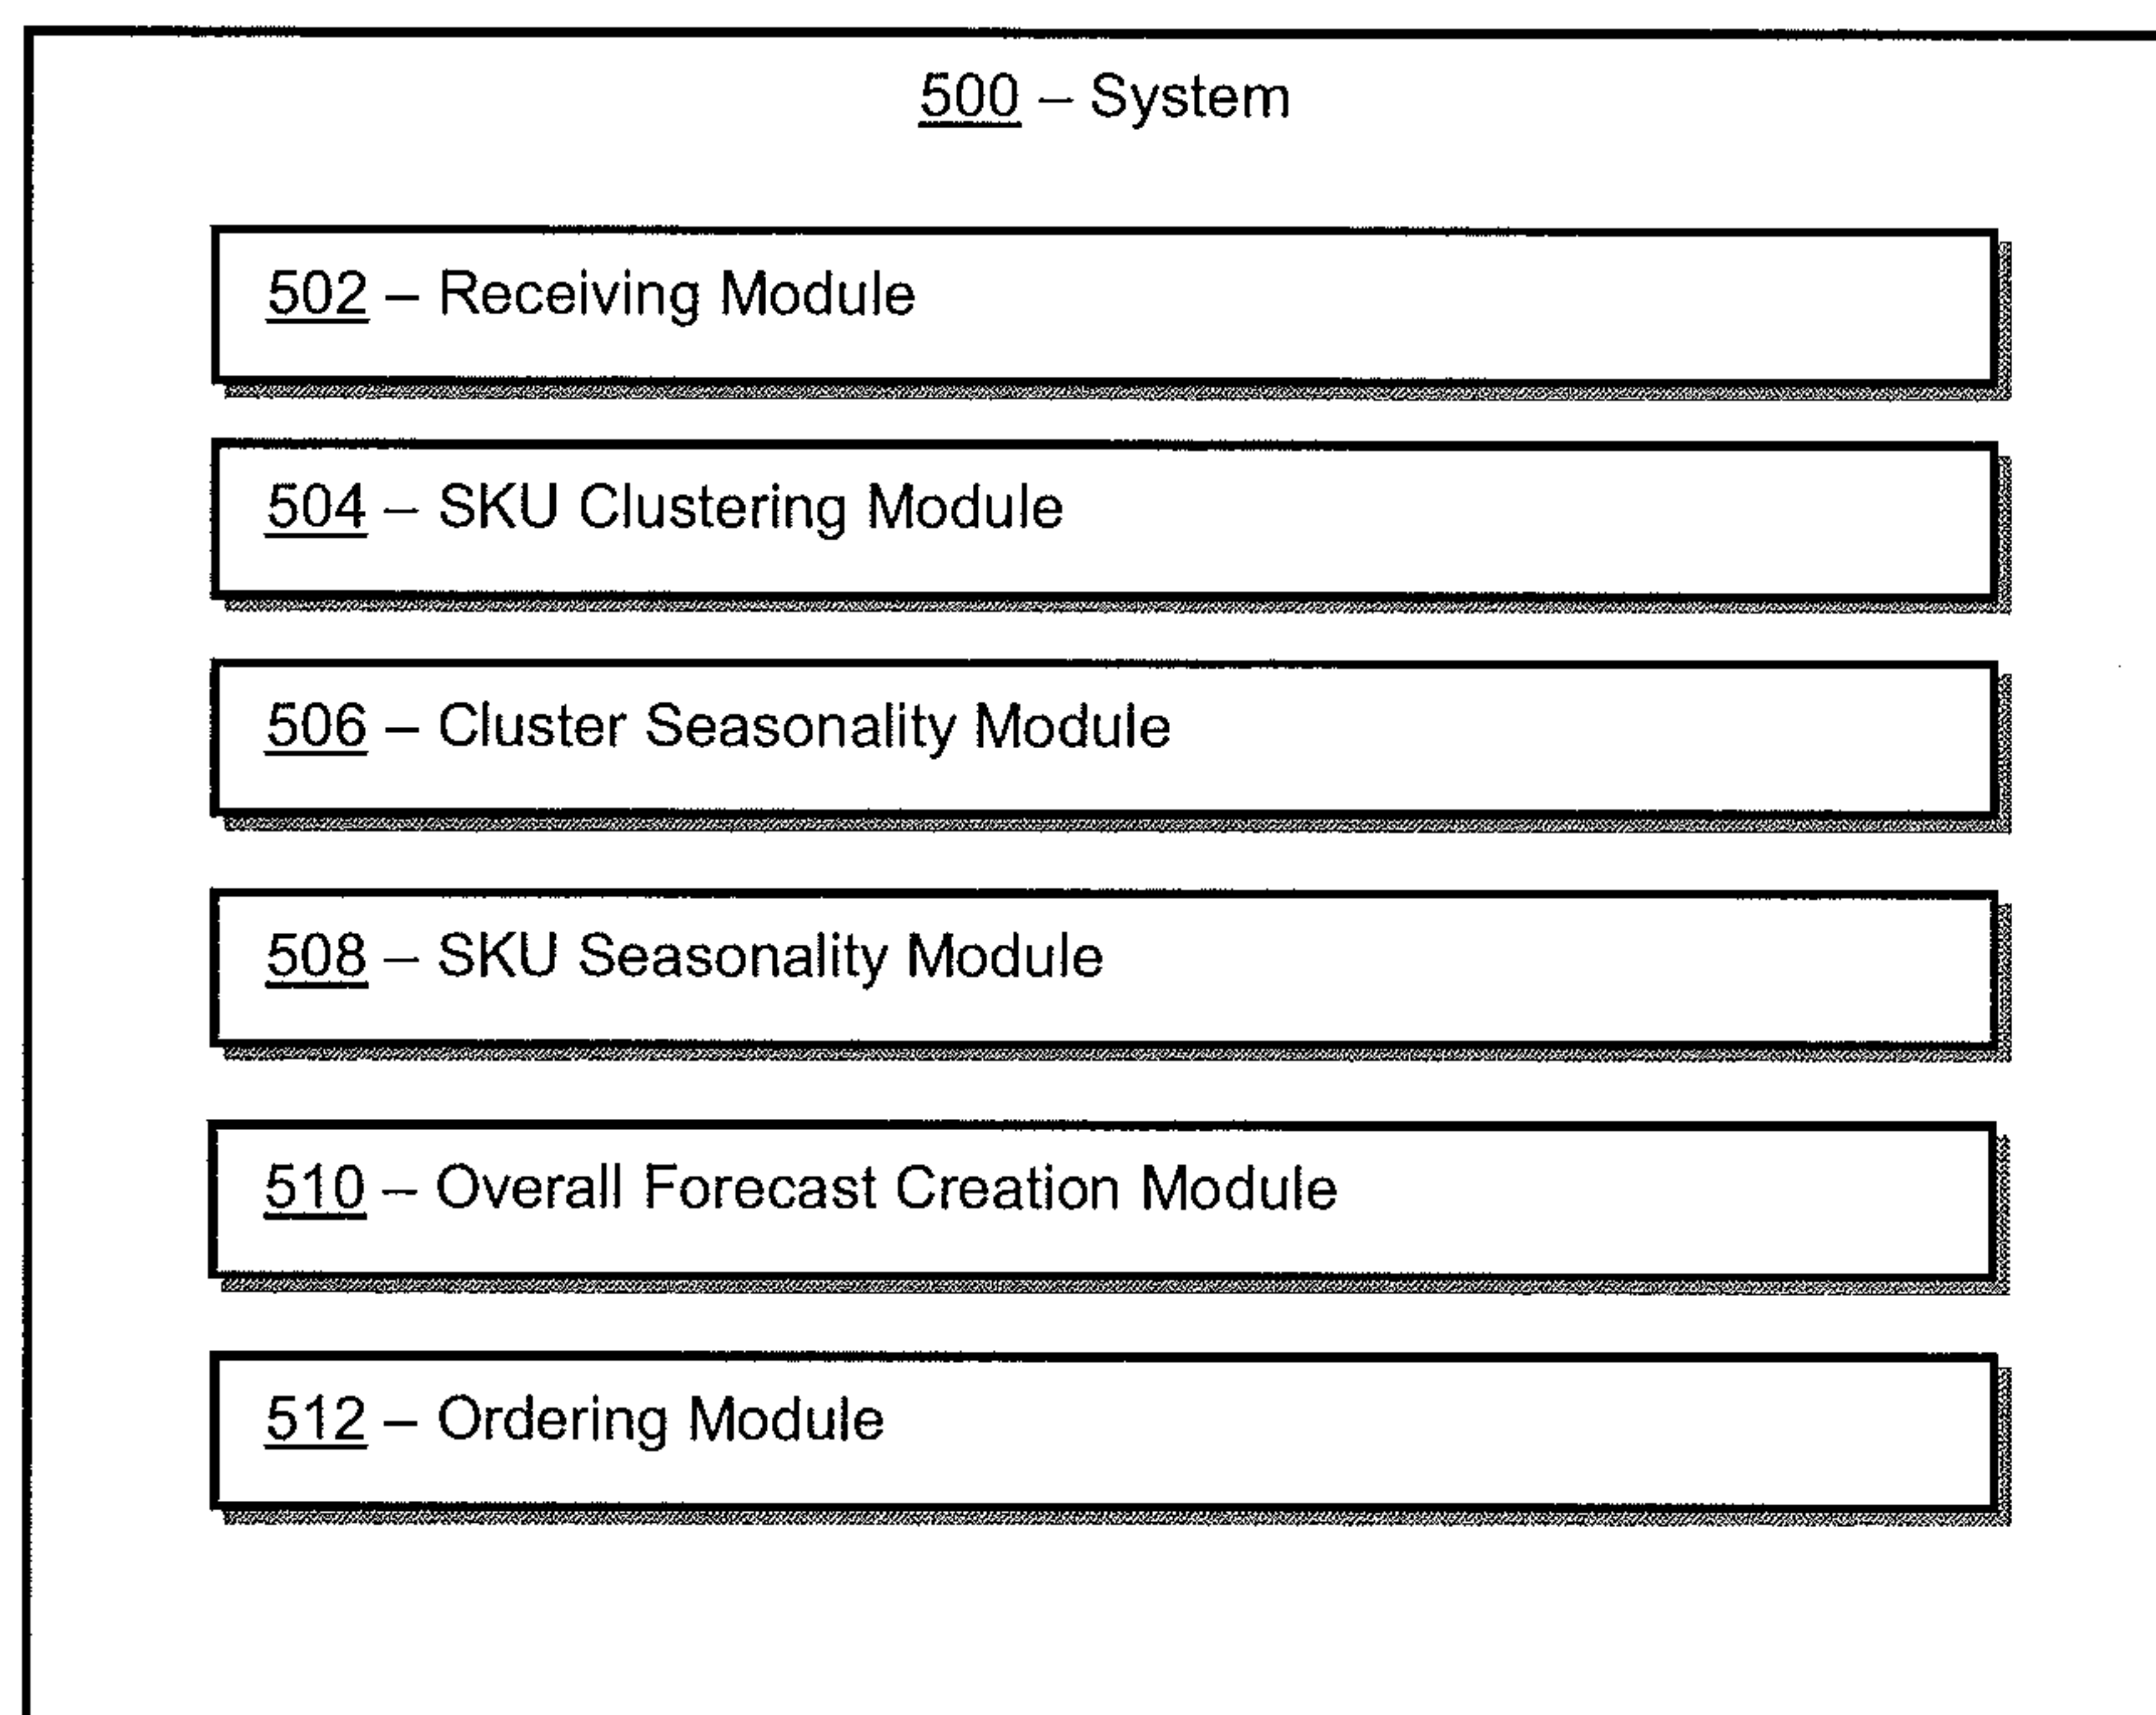 500 – System
502 – Receiving Module
504 – SKU Clustering Module
506 – Cluster Seasonality Module
508 – SKU Seasonality Module
510 – Overall Forecast Creation Module
512 – Ordering Module